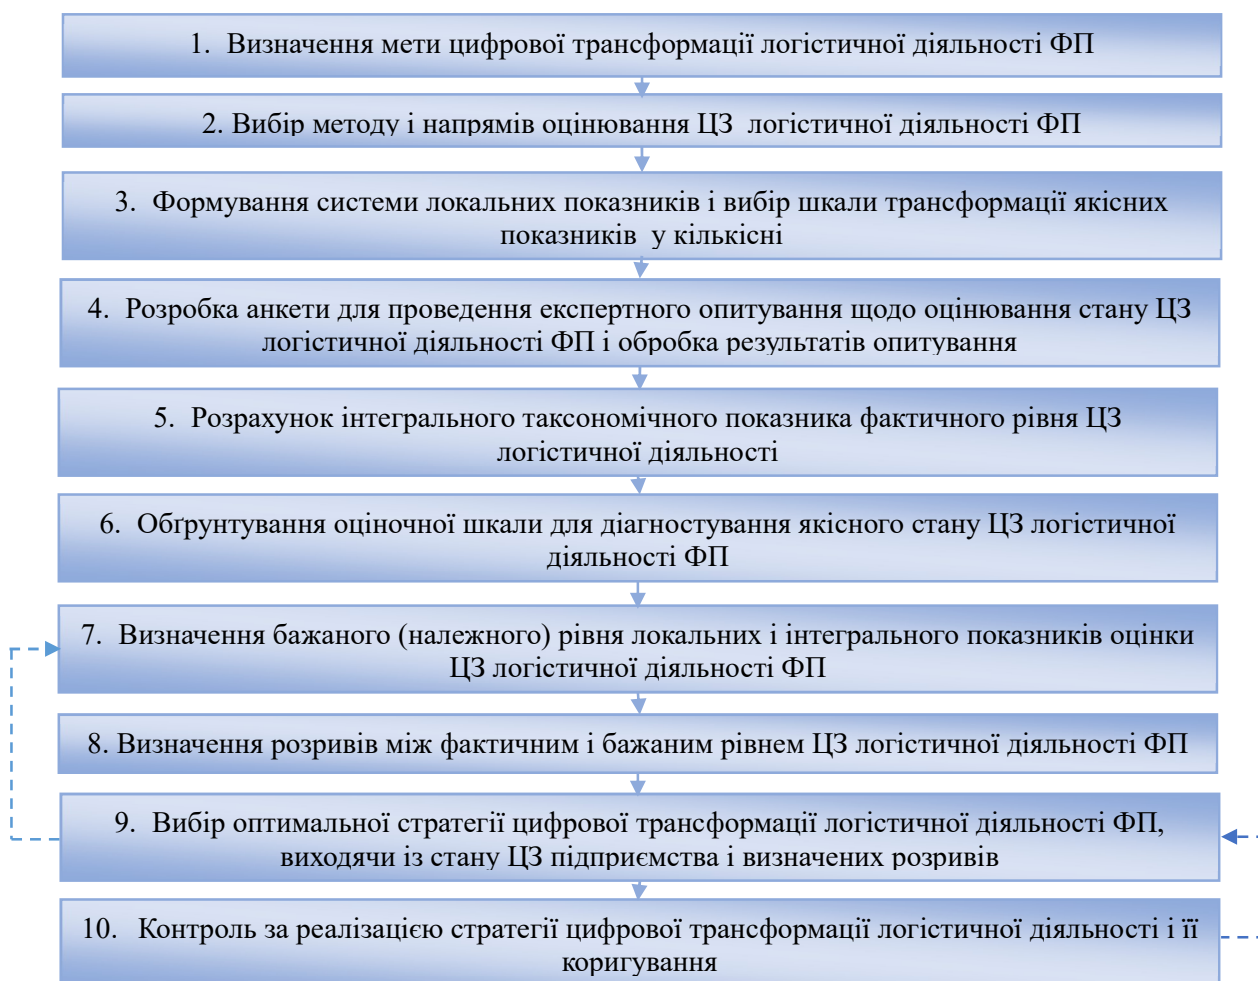 1. Визначення мети цифрової трансформації логістичної діяльності ФП
2. Вибір методу і напрямів оцінювання ЦЗ логістичної діяльності ФП
3. Формування системи локальних показників і вибір шкали трансформації якісних
показників у кількісні
4. Розробка анкети для проведення експертного опитування щодо оцінювання стану ЦЗ
логістичної діяльності ФП і обробка результатів опитування
5. Розрахунок інтегрального таксономічного показника фактичного рівня ЦЗ
логістичної діяльності
6. Обґрунтування оціночної шкали для діагностування якісного стану ЦЗ логістичної
діяльності ФП
7. Визначення бажаного (належного) рівня локальних і інтегрального показників оцінки
ЦЗ логістичної діяльності ФП
8. Визначення розривів між фактичним і бажаним рівнем ЦЗ логістичної діяльності ФП
9. Вибір оптимальної стратегії цифрової трансформації логістичної діяльності ФП,
виходячи із стану ЦЗ підприємства і визначених розривів
10. Контроль за реалізацією стратегії цифрової трансформації логістичної діяльності і її
коригування